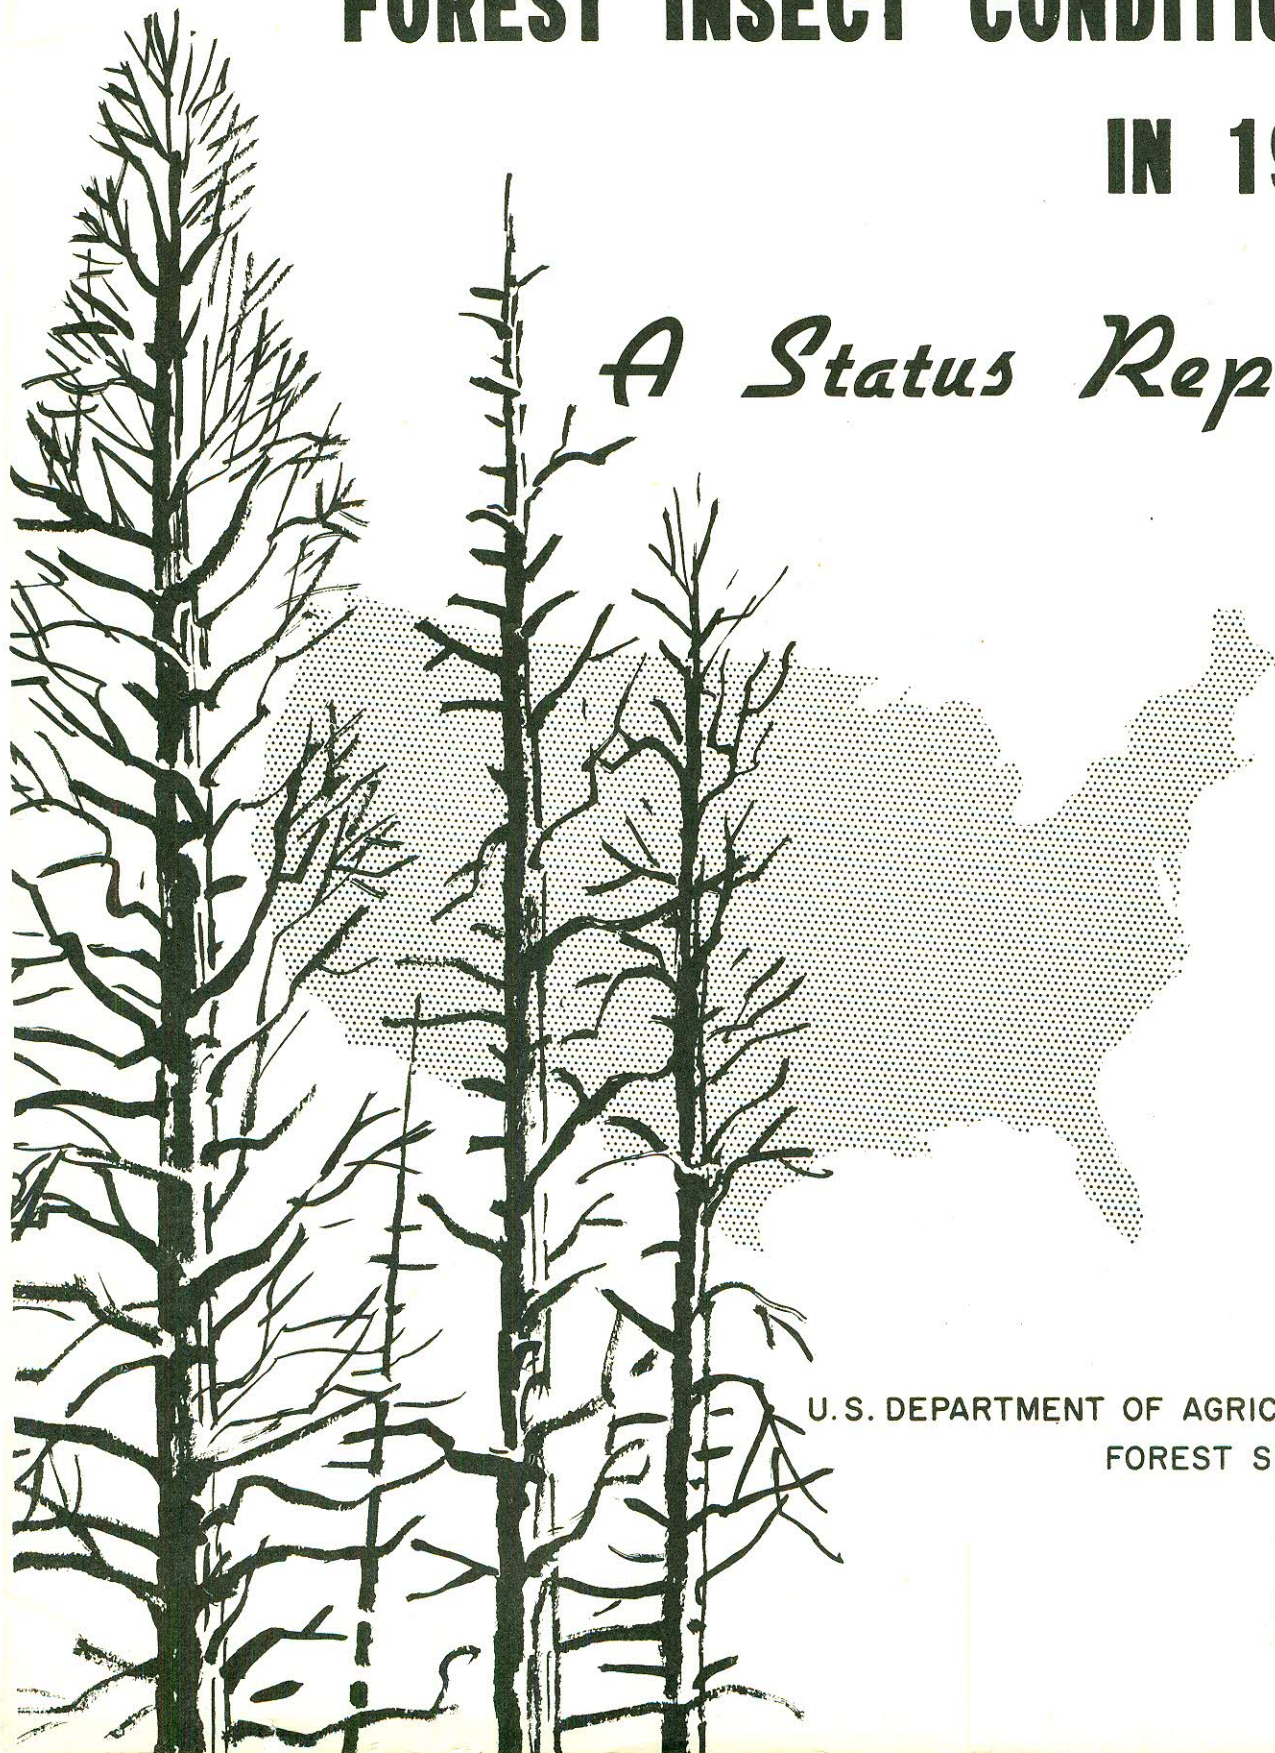 FOREST INSECT CONDITIO
IN 19
A Status Rep
U.S. DEPARTMENT OF AGRIC
FOREST S